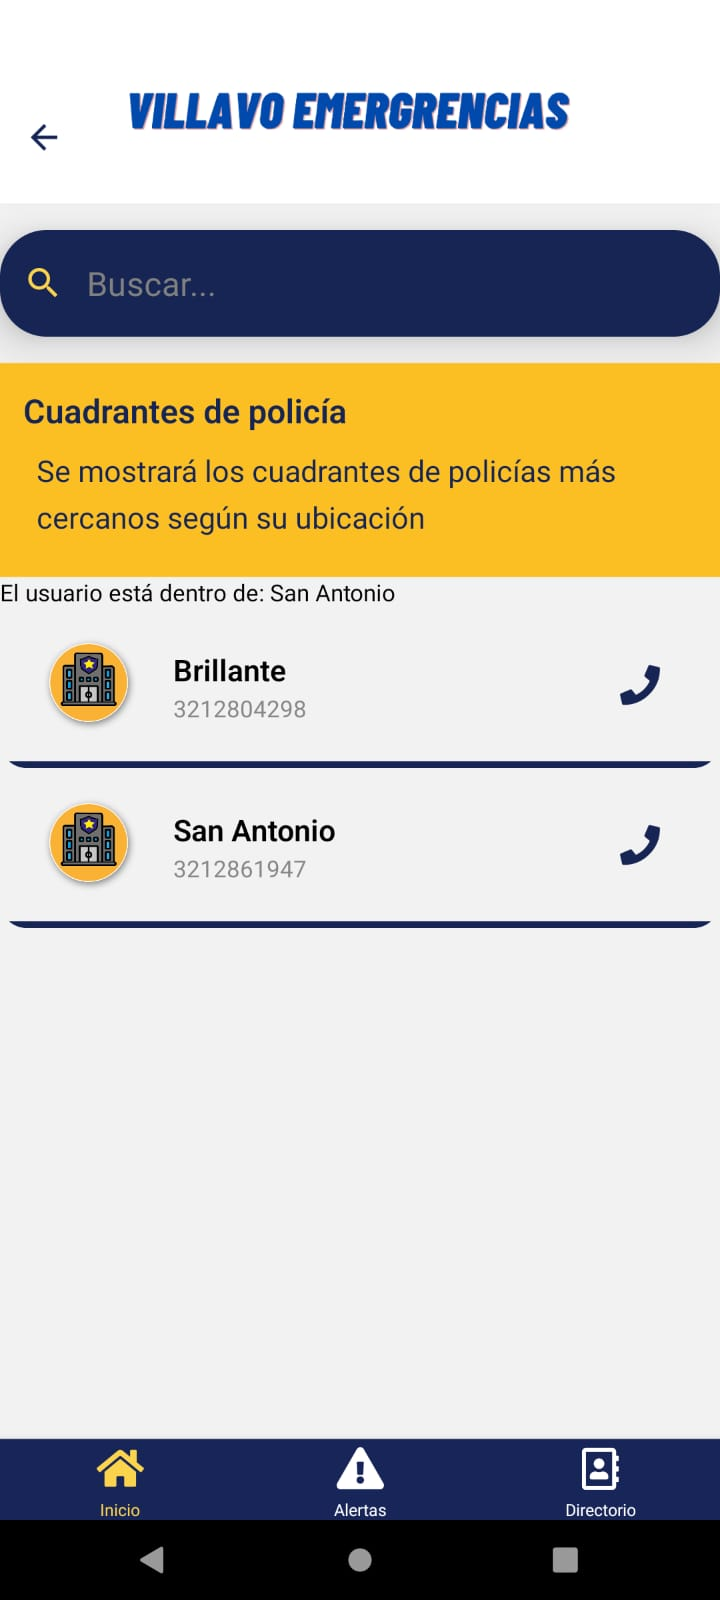 VILLAVO EMERGRENCIAS
Buscar...
Cuadrantes de policía
Se mostrará los cuadrantes de policías más
cercanos según su ubicación
El usuario está dentro de: San Antonio
Brillante
3212804298
San Antonio
3212861947
Inicio
Alertas
Directorio